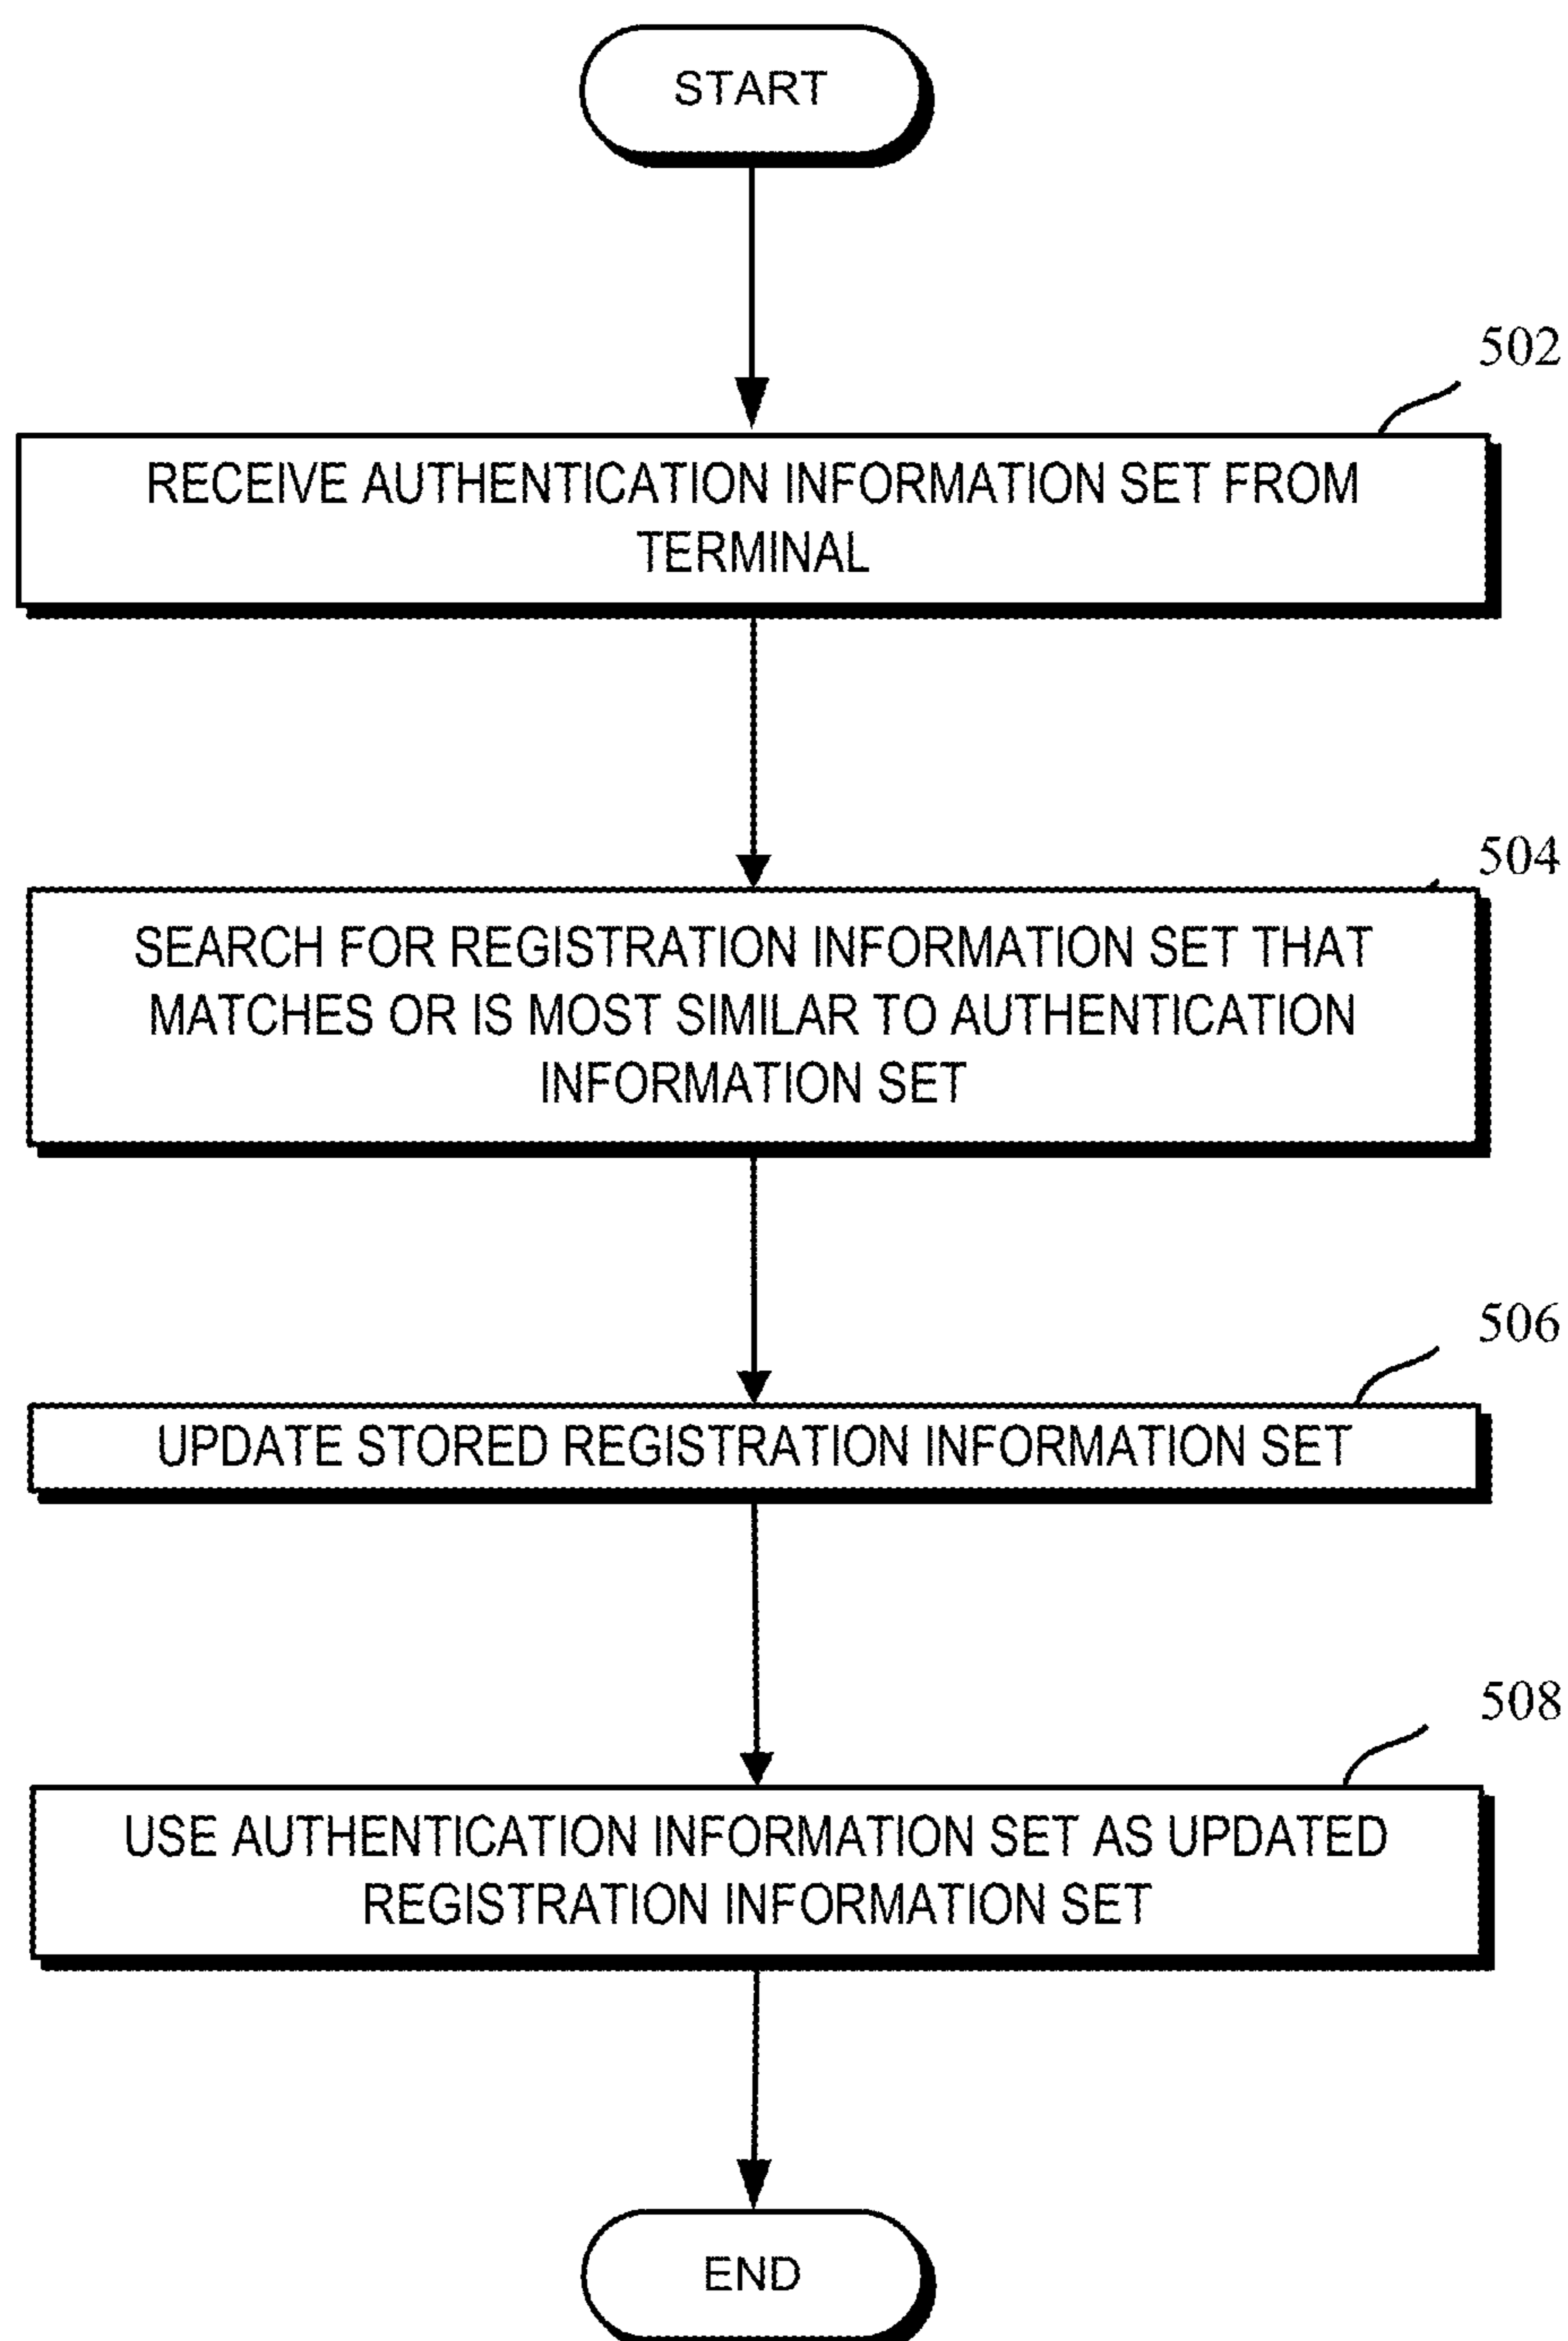 START
502
RECEIVE AUTHENTICATION INFORMATION SET FROM
TERMINAL
504
SEARCH FOR REGISTRATION INFORMATION SET THAT
MATCHES OR IS MOST SIMILAR TO AUTHENTICATION
INFORMATION SET
506
UPDATE STORED REGISTRATION INFORMATION SET
508
USE AUTHENTICATION INFORMATION SET AS UPDATED
REGISTRATION INFORMATION SET
END